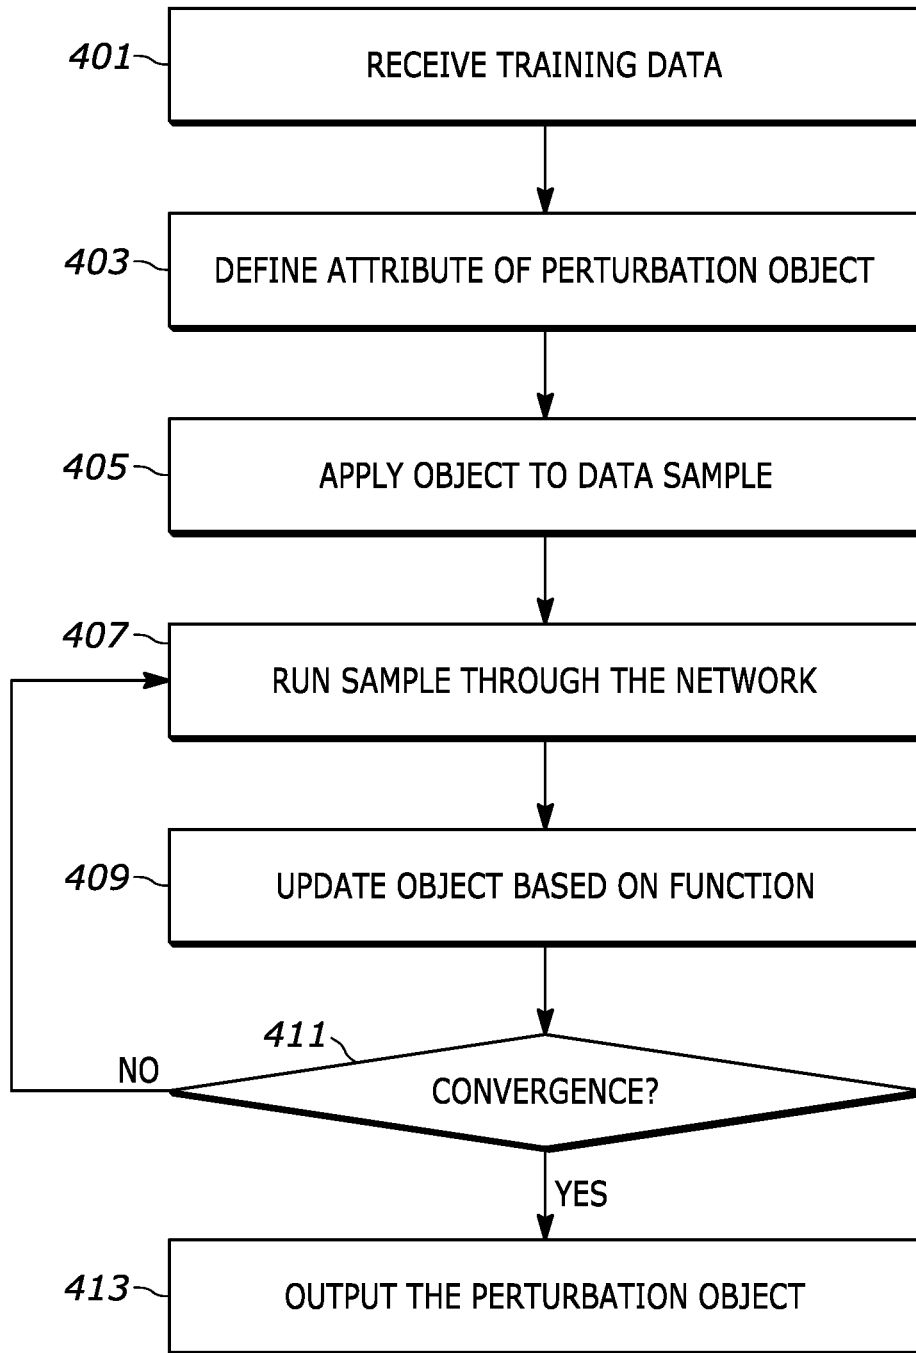 401
RECEIVE TRAINING DATA
403
DEFINE ATTRIBUTE OF PERTURBATION OBJECT
405
APPLY OBJECT TO DATA SAMPLE
407
RUN SAMPLE THROUGH THE NETWORK
409
UPDATE OBJECT BASED ON FUNCTION
411
NO
CONVERGENCE?
YES
413
OUTPUT THE PERTURBATION OBJECT